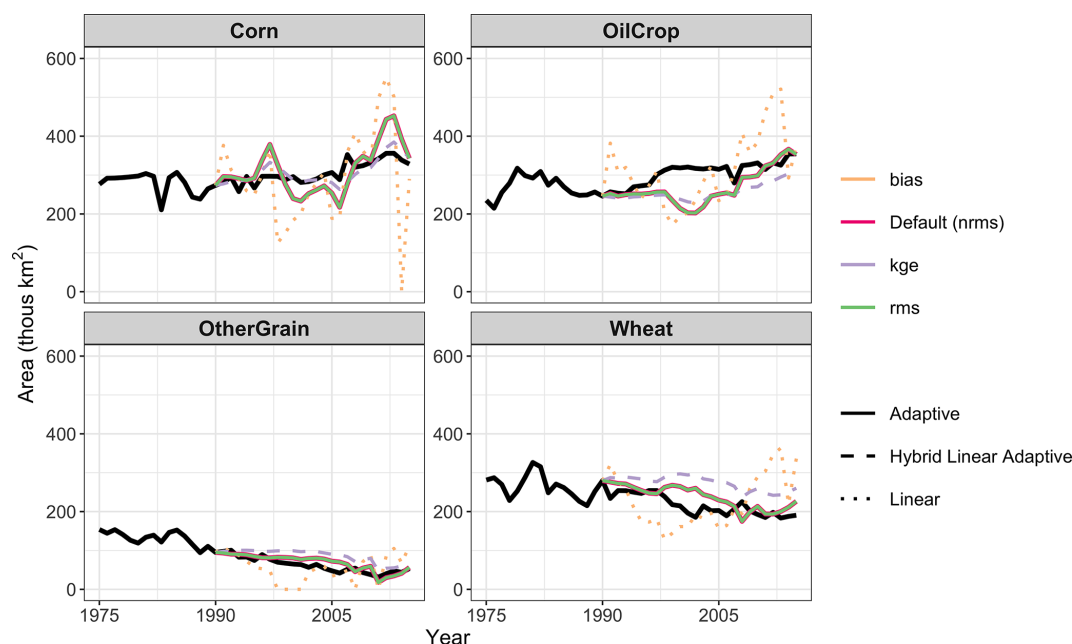 Corn
OilCrop
600
400
200
0
600
400
200
0
OtherGrain
Wheat
600
400
200
0
600
400
200
0
1975
1990
2005
1975
1990
2005
Year
Area (thous km²)
bias
Default (nrms)
kge
rms
Adaptive
Hybrid Linear Adaptive
Linear